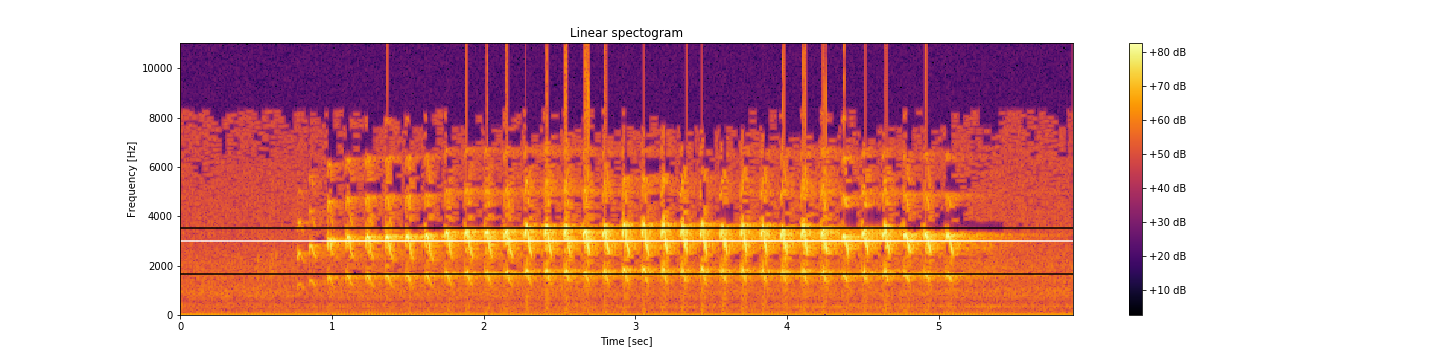 Linear spectogram
Frequency [Hz]
10000
8000
6000
4000
2000
0
0 1 2 3 4 5
Time [sec]
+80 dB
+70 dB
+60 dB
+50 dB
+40 dB
+30 dB
+20 dB
+10 dB